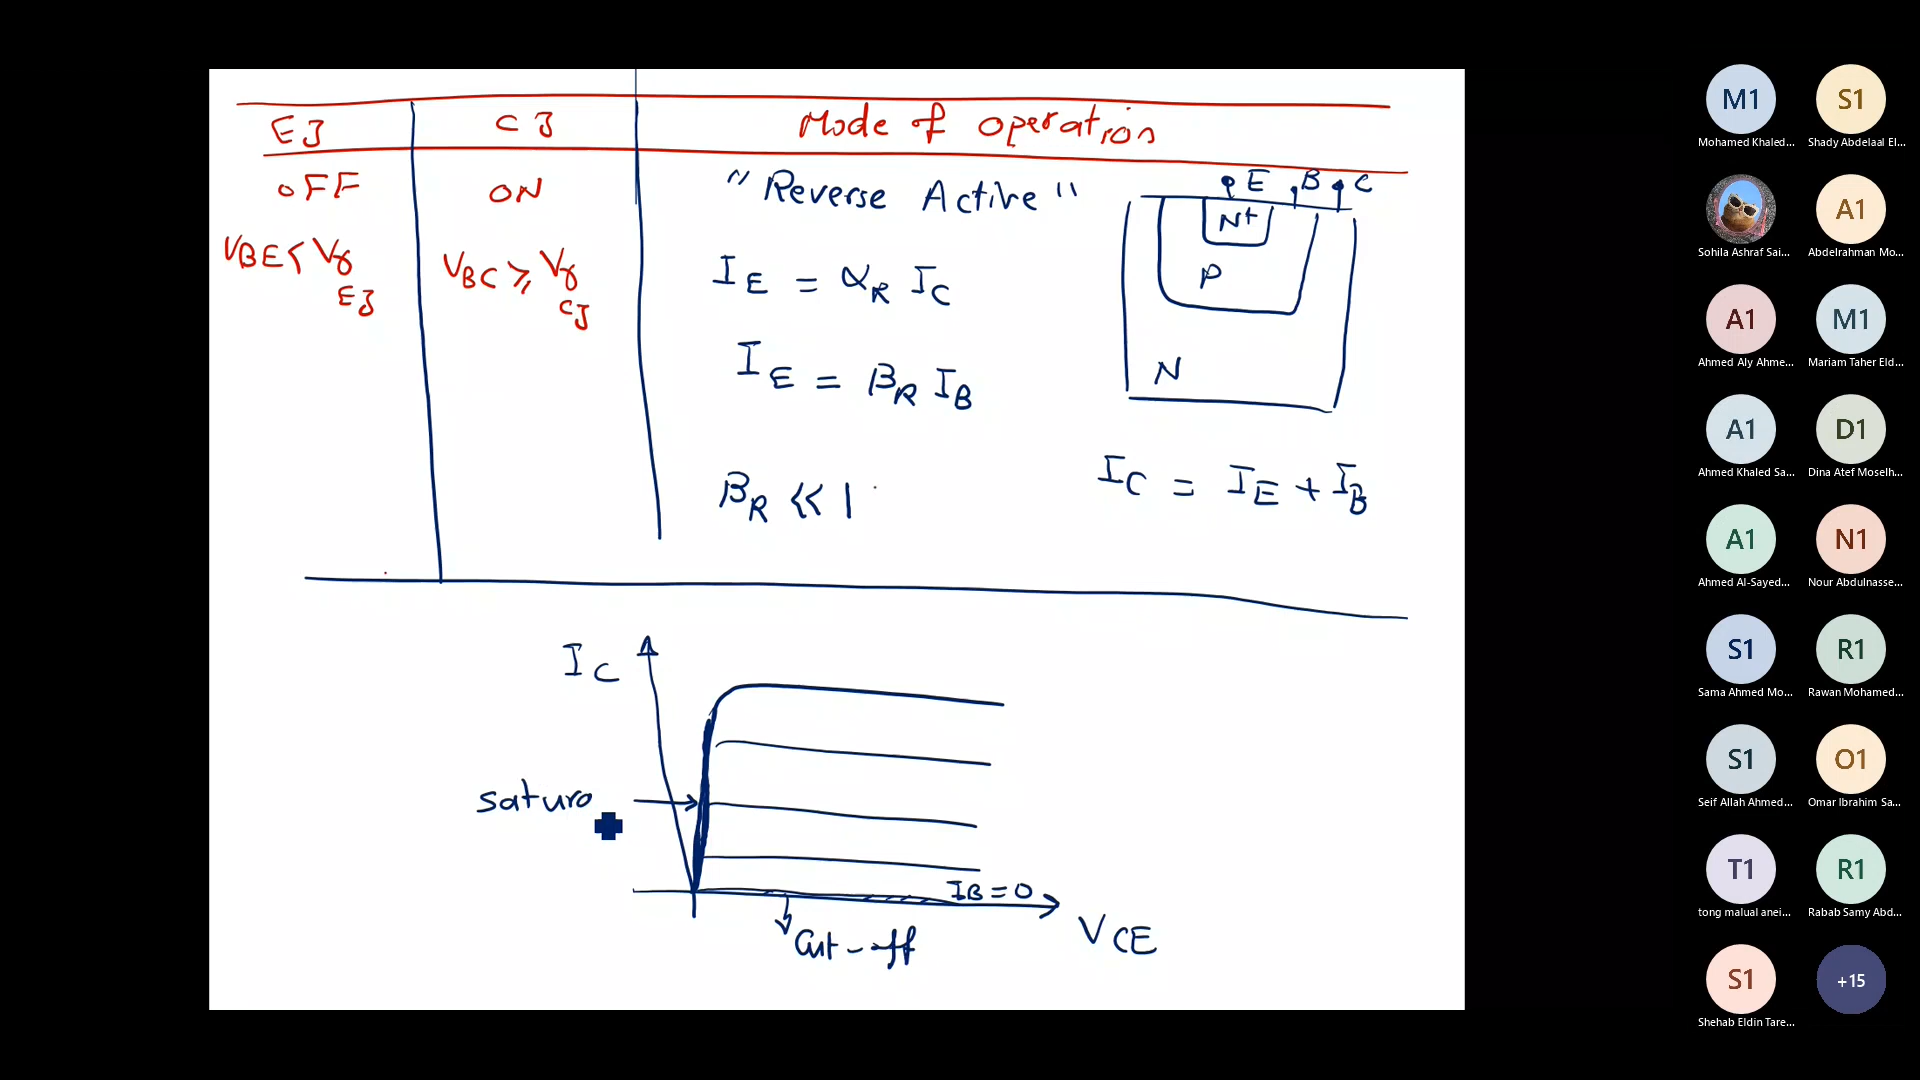 EJ CJ Mode of operation
OFF ON "Reverse Active"
E B C
N+
P
N
VBE < Vγ EJ
VBC ≥ Vγ CJ
IE = αR IC
IE = βR IB
βR << 1
IC = IE + IB
IC
saturo
IB = 0
Cut-off
VCE
M1 S1
Mohamed Khaled... Shady Abdelaal El...
A1
Sohila Ashraf Sai... Abdelrahman Mo...
A1 M1
Ahmed Aly Ahme... Mariam Taher Eld...
A1 D1
Ahmed Khaled Sa... Dina Atef Moselh...
A1 N1
Ahmed Al-Sayed... Nour Abdulnasse...
S1 R1
Sama Ahmed Mo... Rawan Mohamed...
S1 O1
Seif Allah Ahmed... Omar Ibrahim Sa...
T1 R1
tong malual anei... Rabab Samy Abd...
S1 +15
Shehab Eldin Tare...